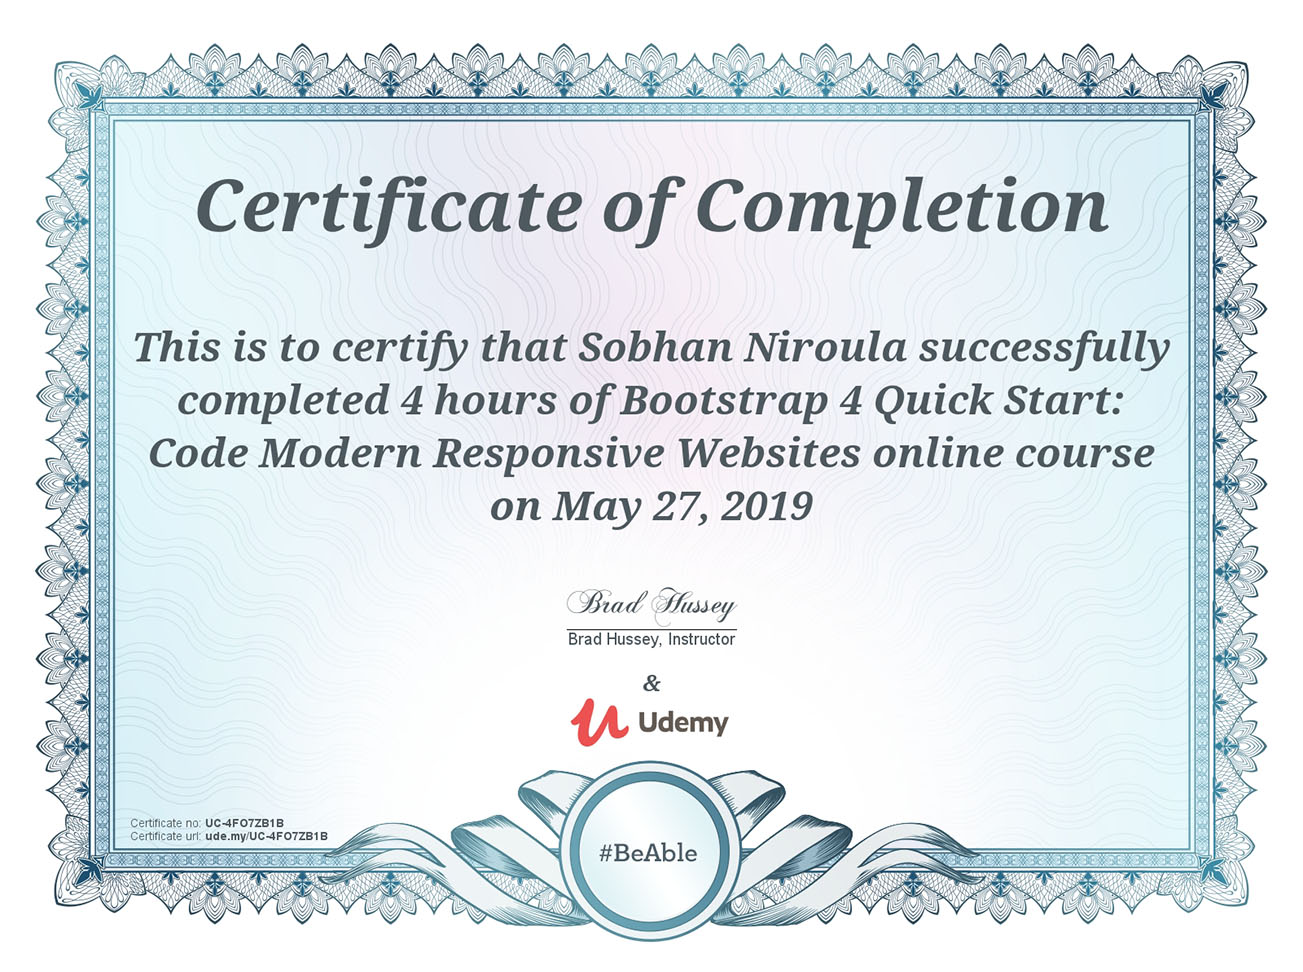 Certificate of Completion
This is to certify that Sobhan Niroula successfully
completed 4 hours of Bootstrap 4 Quick Start:
Code Modern Responsive Websites online course
on May 27, 2019
Brad Hussey
Brad Hussey, Instructor
&
Udemy
Certificate no: UC-4FO7ZB1B
Certificate url: ude.my/UC-4FO7ZB1B
#BeAble